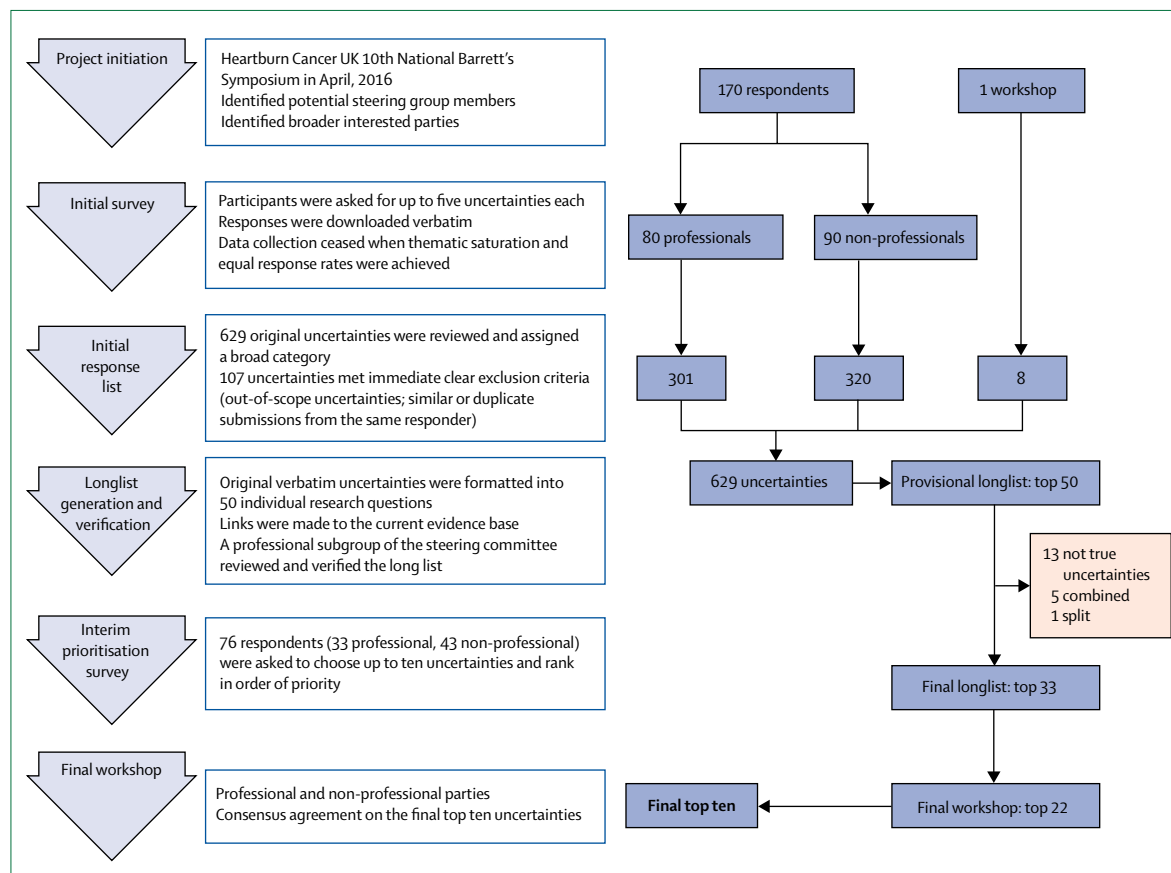 Project initiation
Heartburn Cancer UK 10th National Barrett's
Symposium in April, 2016
Identified potential steering group members
Identified broader interested parties
170 respondents
1 workshop
Initial survey
Participants were asked for up to five uncertainties each
Responses were downloaded verbatim
Data collection ceased when thematic saturation and
equal response rates were achieved
80 professionals
90 non-professionals
Initial
response
list
629 original uncertainties were reviewed and assigned
a broad category
107 uncertainties met immediate clear exclusion criteria
(out-of-scope uncertainties; similar or duplicate
submissions from the same responder)
301
320
8
Longlist
generation and
verification
Original verbatim uncertainties were formatted into
50 individual research questions
Links were made to the current evidence base
A professional subgroup of the steering committee
reviewed and verified the long list
629 uncertainties
Provisional longlist: top 50
13 not true
uncertainties
5 combined
1 split
Interim
prioritisation
survey
76 respondents (33 professional, 43 non-professional)
were asked to choose up to ten uncertainties and rank
in order of priority
Final longlist: top 33
Final workshop
Professional and non-professional parties
Consensus agreement on the final top ten uncertainties
Final top ten
Final workshop: top 22